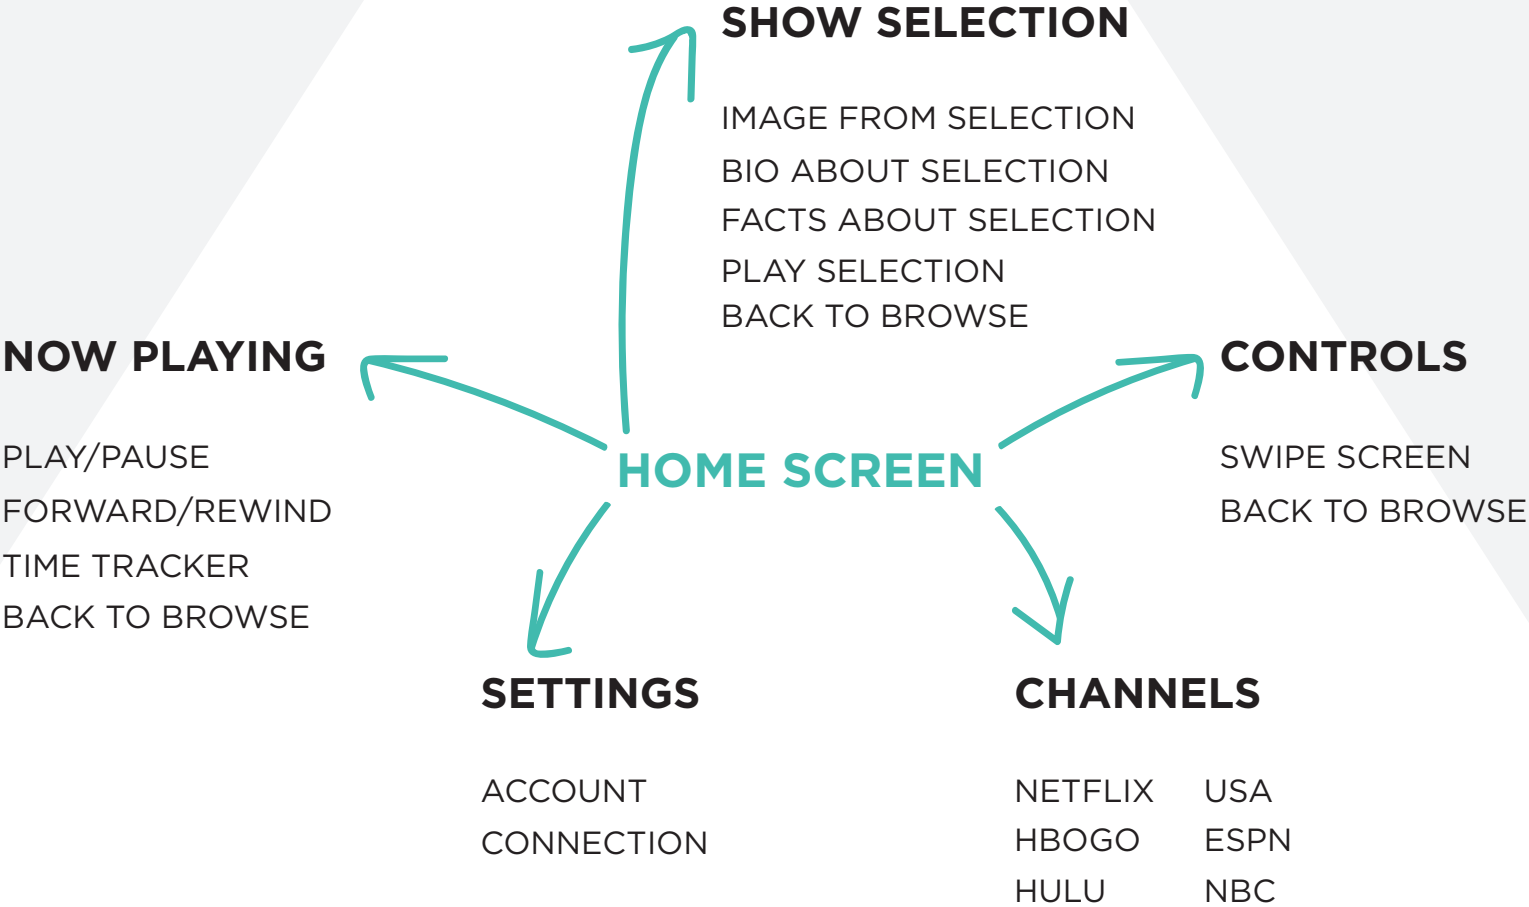 SHOW SELECTION
IMAGE FROM SELECTION
BIO ABOUT SELECTION
FACTS ABOUT SELECTION
PLAY SELECTION
BACK TO BROWSE
NOW PLAYING
PLAY/PAUSE
FORWARD/REWIND
TIME TRACKER
BACK TO BROWSE
HOME SCREEN
CONTROLS
SWIPE SCREEN
BACK TO BROWSE
SETTINGS
ACCOUNT
CONNECTION
CHANNELS
NETFLIX
HBOGO
HULU
USA
ESPN
NBC